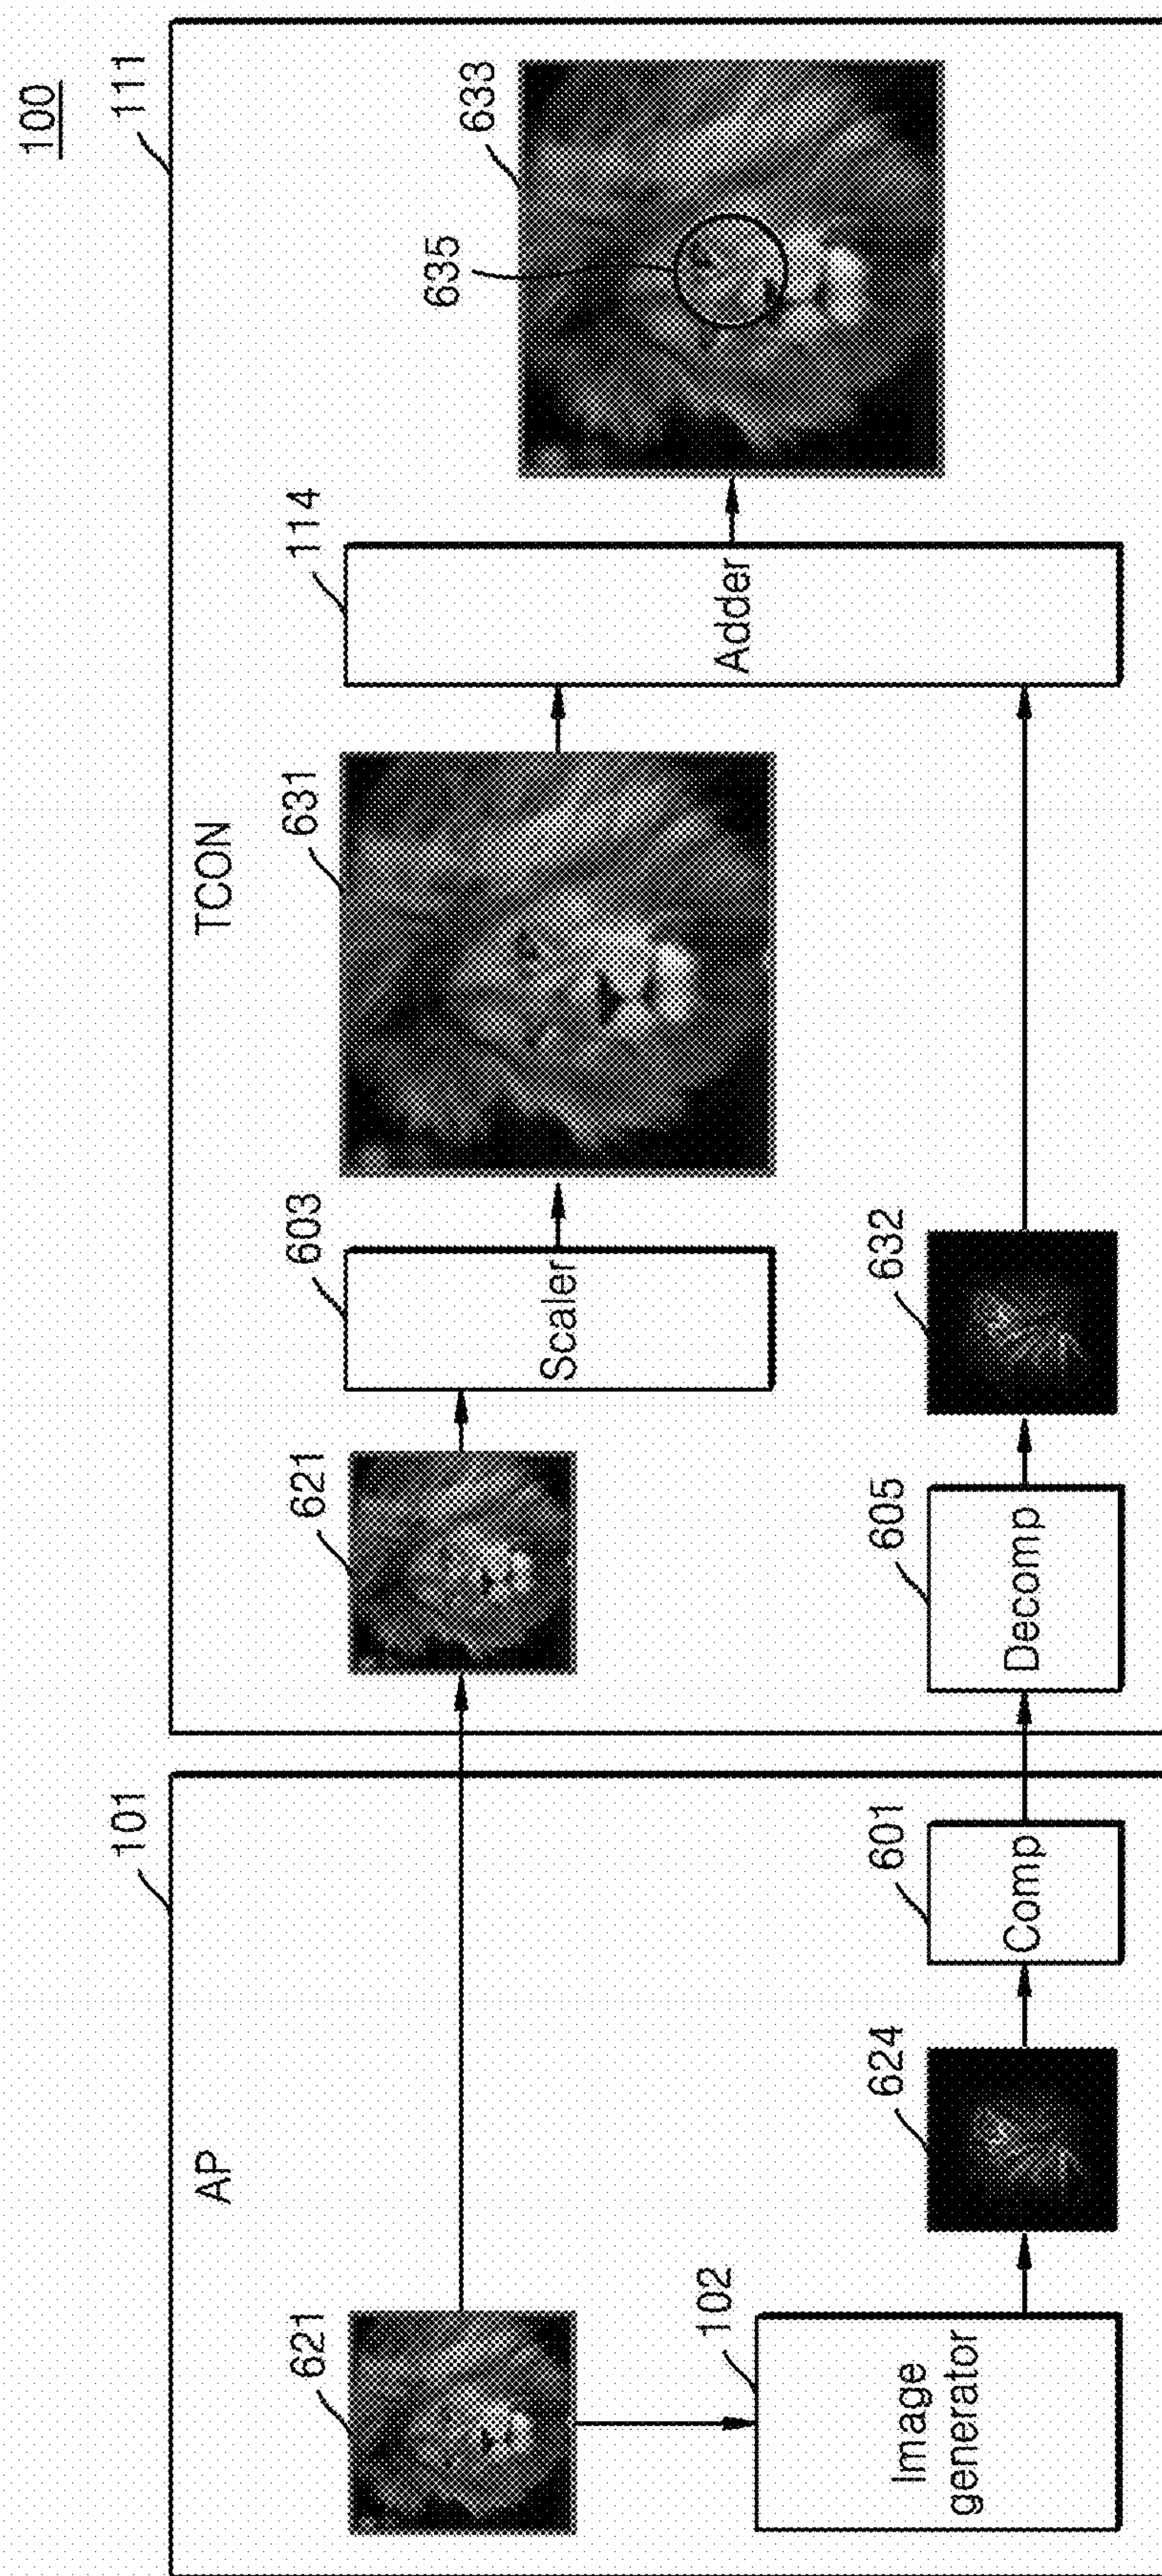 100
101
AP
621
102
Image
generator
624
601
Comp
111
TCON
621
603
Scaler
631
605
Decomp
632
114
Adder
633
635